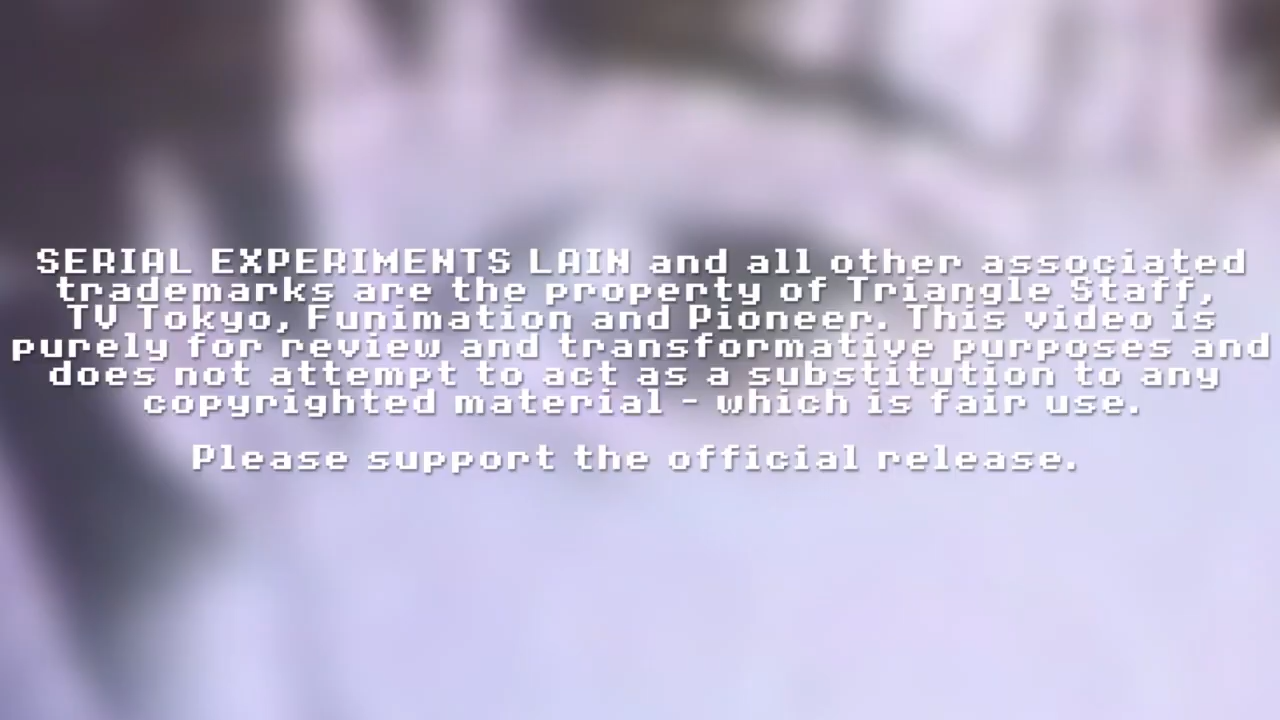 SERIAL EXPERIMENTS LAIN and all other associated
trademarks are the property of Triangle Staff,
TV Tokyo, Funimation and Pioneer. This video is
purely for review and transformative purposes and
does not attempt to act as a substitution to any
copyrighted material - which is fair use.
Please support the official release.